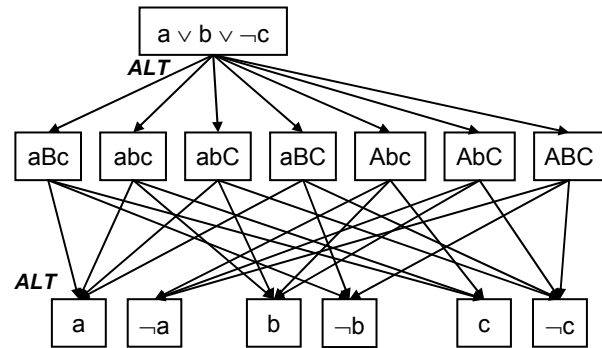 a ∨ b ∨ ¬c
ALT
aBc abc abC aBC Abc AbC ABC
ALT
a ¬a b ¬b c ¬c